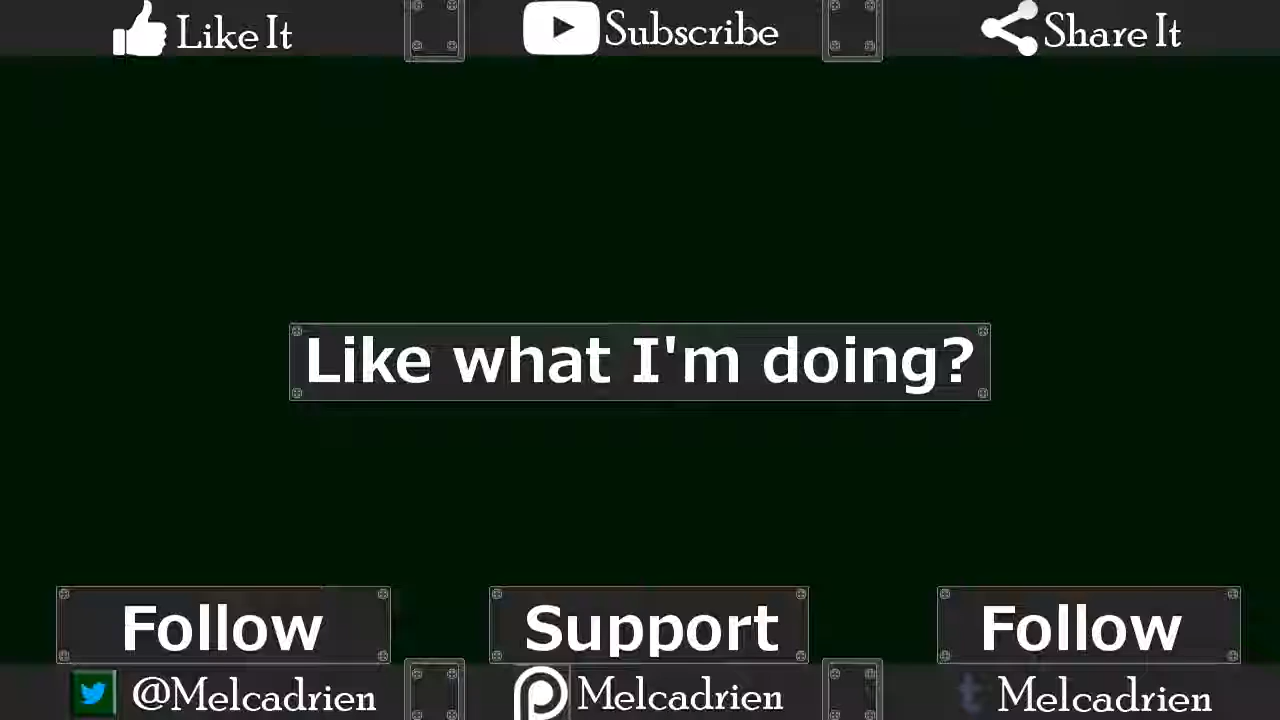 Like It
Subscribe
Share It
Like what I'm doing?
Follow
Support
Follow
@Melcadrien
Melcadrien
Melcadrien